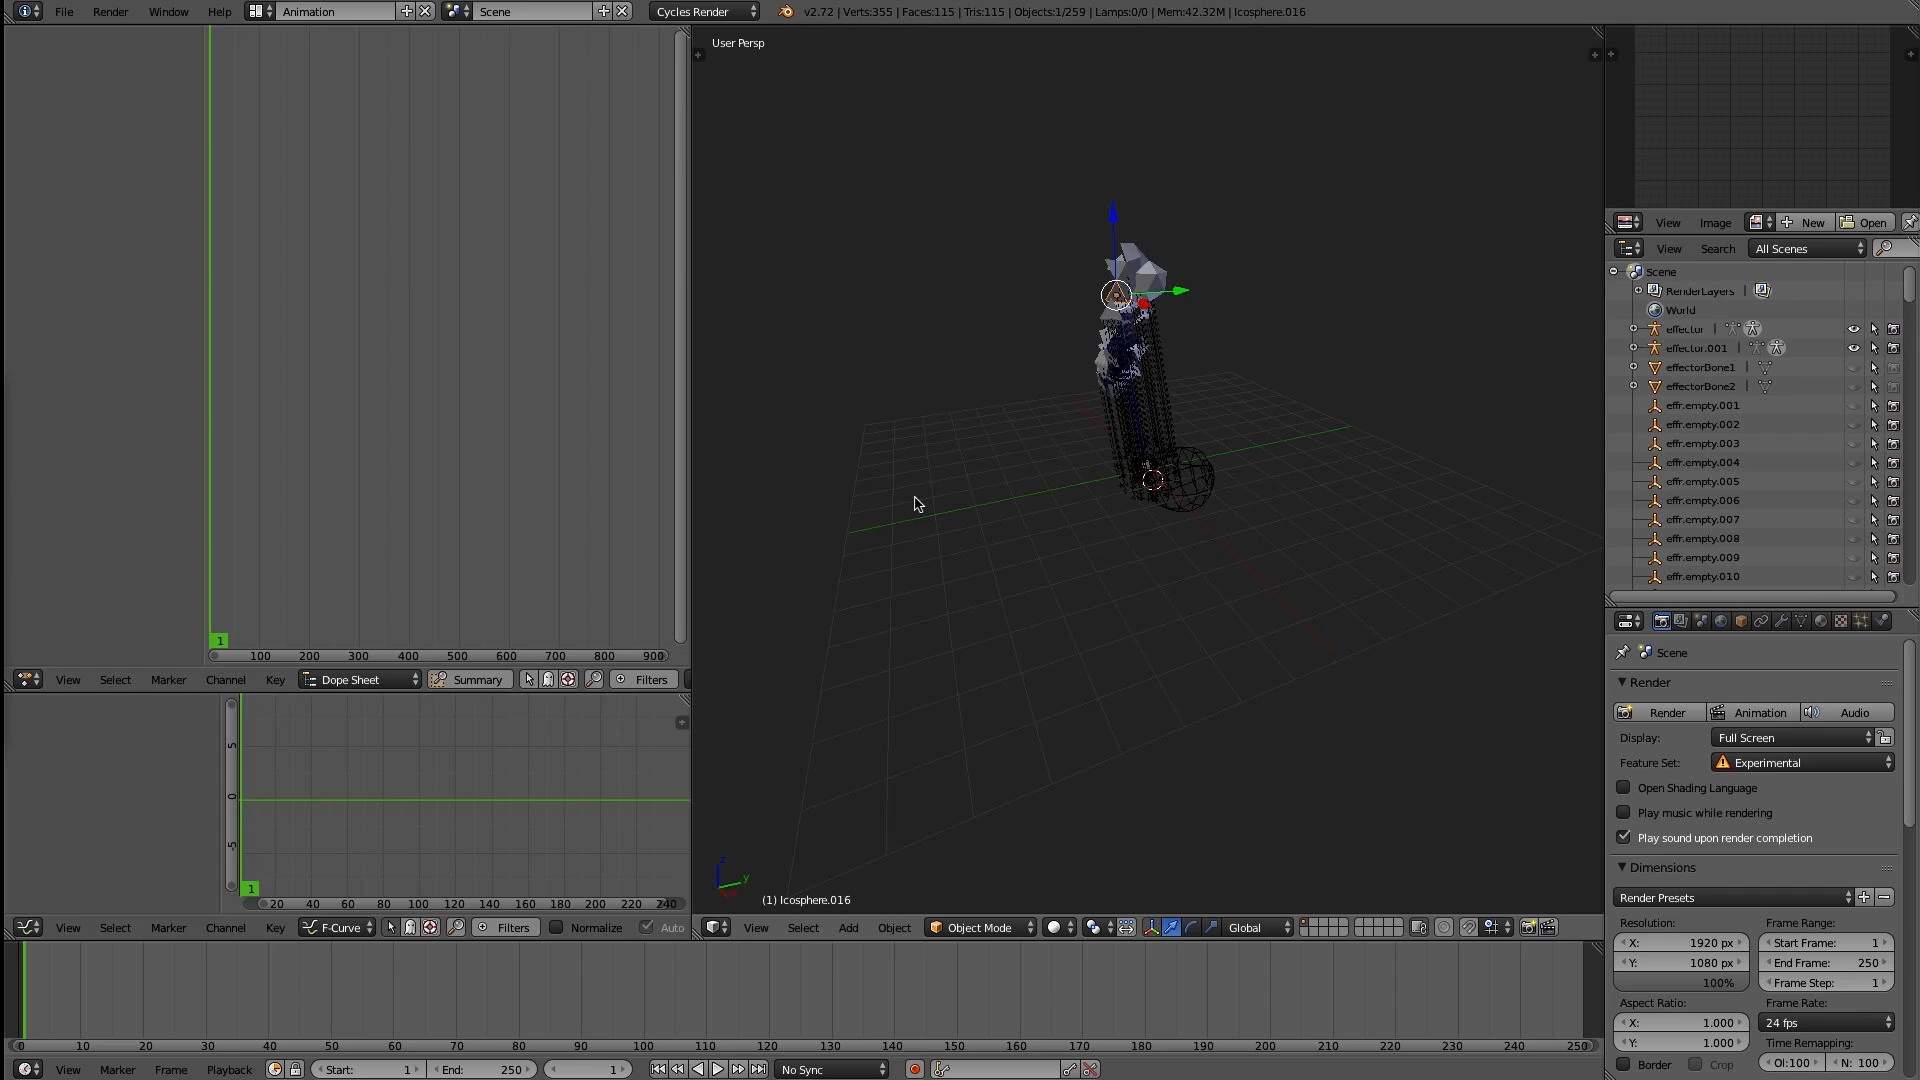 File Render Window Help Animation Scene Cycles Render v2.72 | Verts:355 | Faces:115 | Tris:115 | Objects:1/259 | Lamps:0/0 | Mem:42.32M | Icosphere.016
User Persp
View Image New Open
View Search All Scenes
Scene
RenderLayers |
World
effector |
effector.001 |
effectorBone1 |
effectorBone2 |
effr.empty.001
effr.empty.002
effr.empty.003
effr.empty.004
effr.empty.005
effr.empty.006
effr.empty.007
effr.empty.008
effr.empty.009
effr.empty.010
1
100 200 300 400 500 600 700 800 900
View Select Marker Channel Key Dope Sheet Summary Filters
5
0
-5
1
20 40 60 80 100 120 140 160 180 200 220 240
View Select Marker Channel Key F-Curve Filters Normalize Auto
z
y
x
(1) Icosphere.016
View Select Add Object Object Mode Global
Scene
Render
Render Animation Audio
Display: Full Screen
Feature Set: Experimental
Open Shading Language
Play music while rendering
Play sound upon render completion
Dimensions
Render Presets
Resolution: Frame Range:
X: 1920 px Start Frame: 1
Y: 1080 px End Frame: 250
100% Frame Step: 1
Aspect Ratio: Frame Rate:
X: 1.000 24 fps
Y: 1.000 Time Remapping:
Border Crop Ol:100 N: 100
0 10 20 30 40 50 60 70 80 90 100 110 120 130 140 150 160 170 180 190 200 210 220 230 240 250
View Marker Frame Playback Start: 1 End: 250 1 No Sync